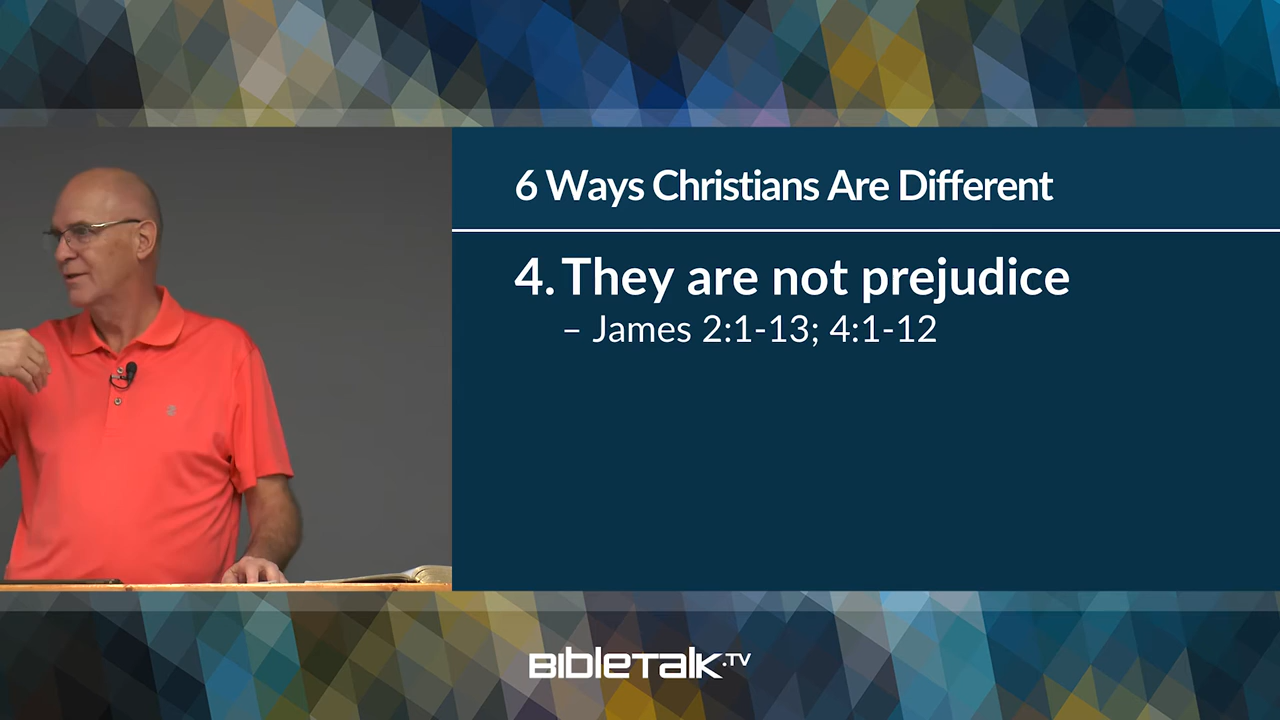 6 Ways Christians Are Different
4. They are not prejudice
– James 2:1-13; 4:1-12
BibleTalk.TV